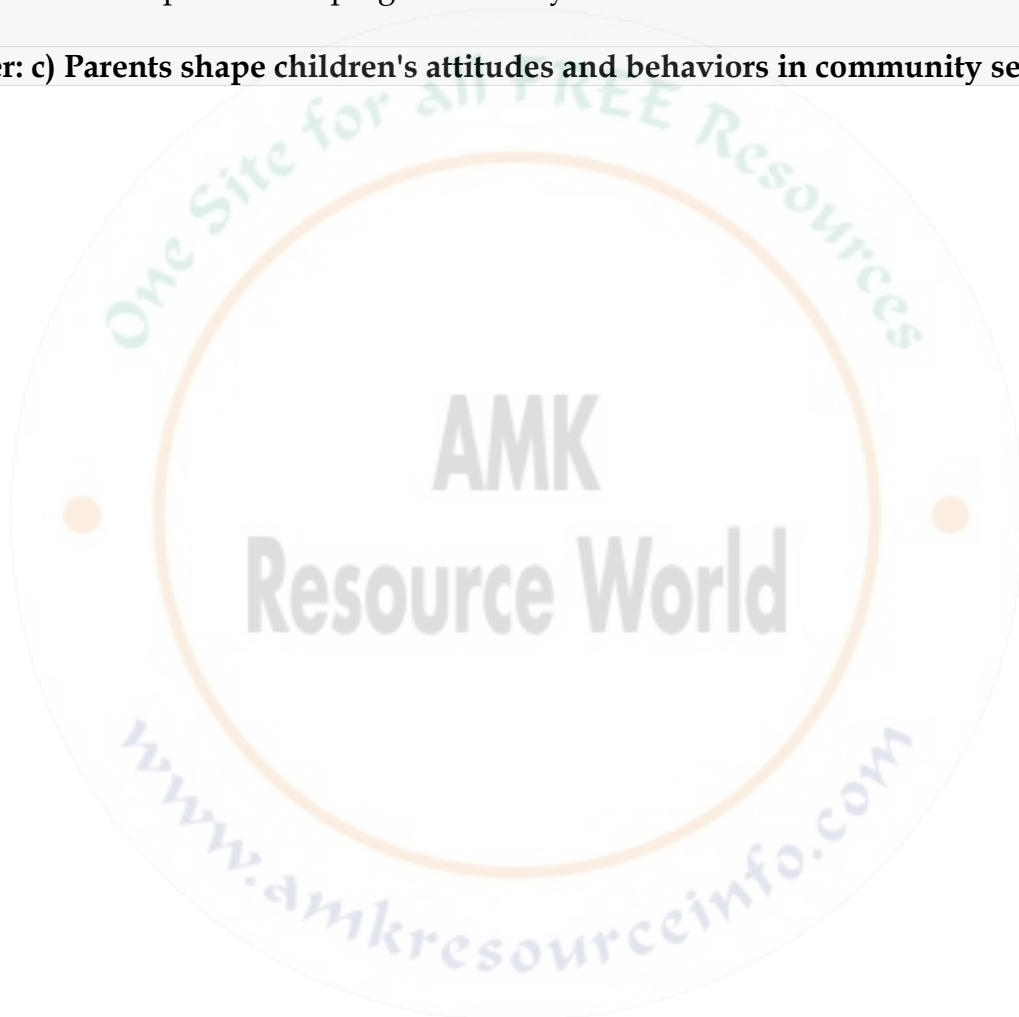 r: c) Parents shape children's attitudes and behaviors in community se
One Site for all FREE Resources
AMK
Resource World
www.amkresourceinfo.com